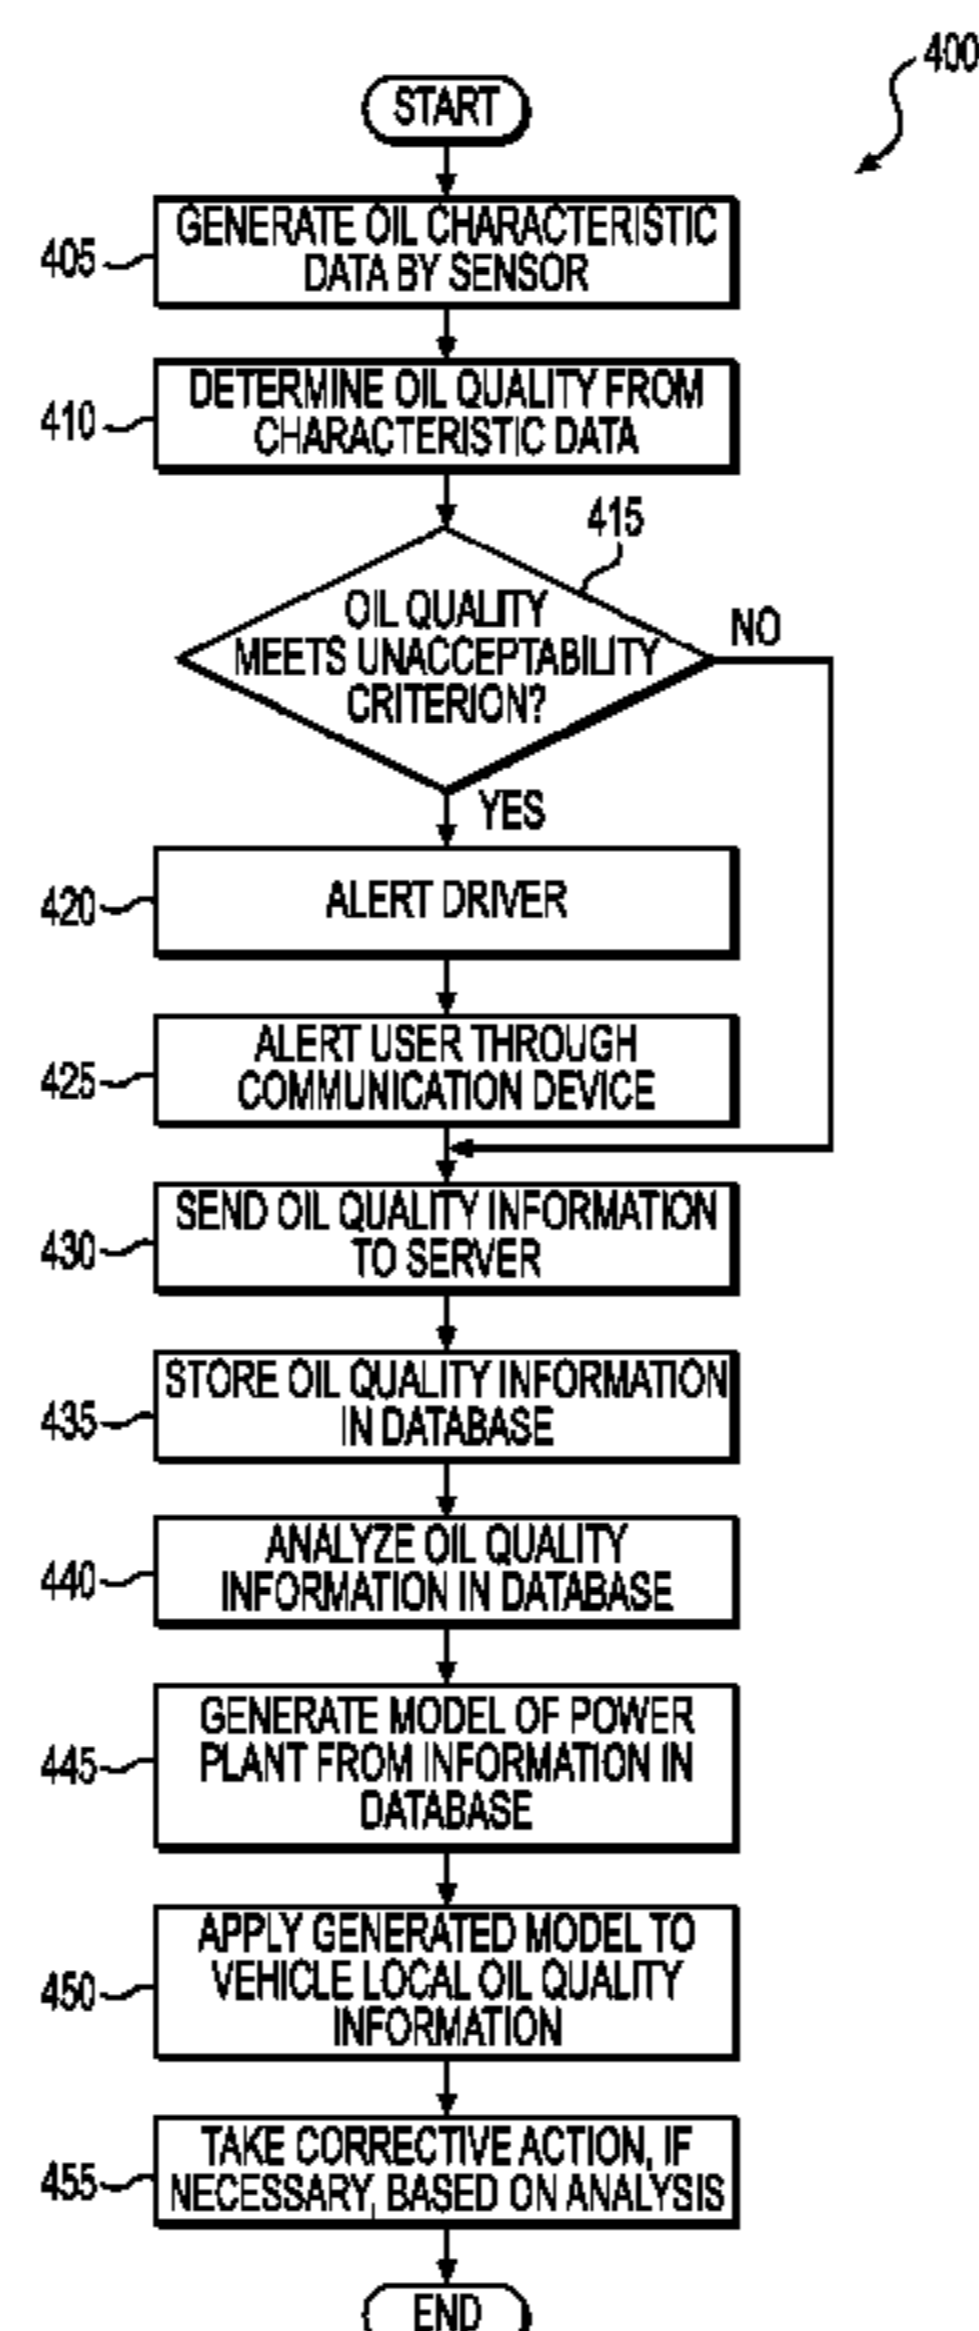 400
START
405
GENERATE OIL CHARACTERISTIC
DATA BY SENSOR
410
DETERMINE OIL QUALITY FROM
CHARACTERISTIC DATA
415
OIL QUALITY
MEETS UNACCEPTABILITY
CRITERION?
NO
YES
420
ALERT DRIVER
425
ALERT USER THROUGH
COMMUNICATION DEVICE
430
SEND OIL QUALITY INFORMATION
TO SERVER
435
STORE OIL QUALITY INFORMATION
IN DATABASE
440
ANALYZE OIL QUALITY
INFORMATION IN DATABASE
445
GENERATE MODEL OF POWER
PLANT FROM INFORMATION IN
DATABASE
450
APPLY GENERATED MODEL TO
VEHICLE LOCAL OIL QUALITY
INFORMATION
455
TAKE CORRECTIVE ACTION, IF
NECESSARY, BASED ON ANALYSIS
END